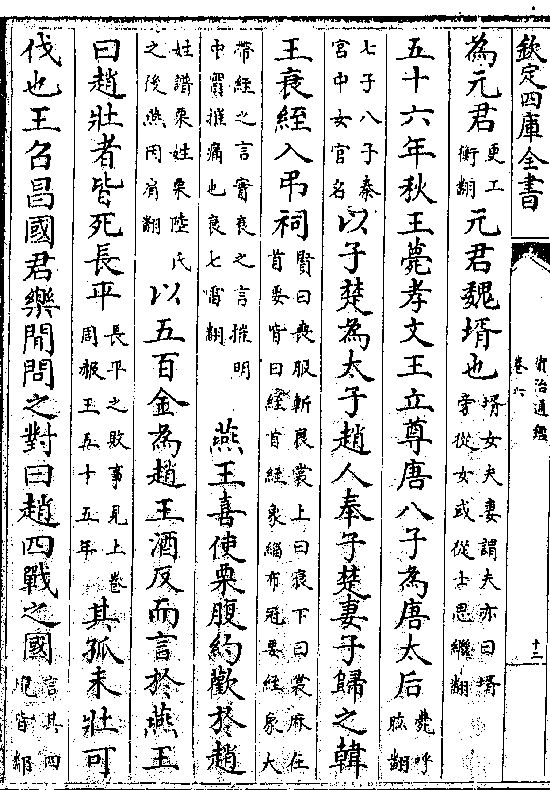 欽定四庫全書
資治通鑑
卷六
十三
為元君更工衡翻元君魏壻也壻女夫妻謂夫亦曰壻旁從女或從士思繼翻
五十六年秋王薨孝文王立尊唐八子為唐太后薨呼肱翻
七子八子秦宮中女官名以子楚為太子趙人奉子楚妻子歸之韓
王衰絰入弔祠賢曰喪服斬衰裳上曰衰下曰裳麻在首要皆曰絰首絰象緇布冠要絰象大
帶絰之言實衰之言摧明中實摧痛也衰七雷翻燕王喜使栗腹約歡於趙
姓譜栗姓栗陸氏之後燕因肩翻以五百金為趙王酒反而言於燕王
曰趙壯者皆死長平長平之敗事見上卷周赧王五十五年其孤未壯可
伐也王召昌國君樂閒問之對曰趙四戰之國言其四皆鄰